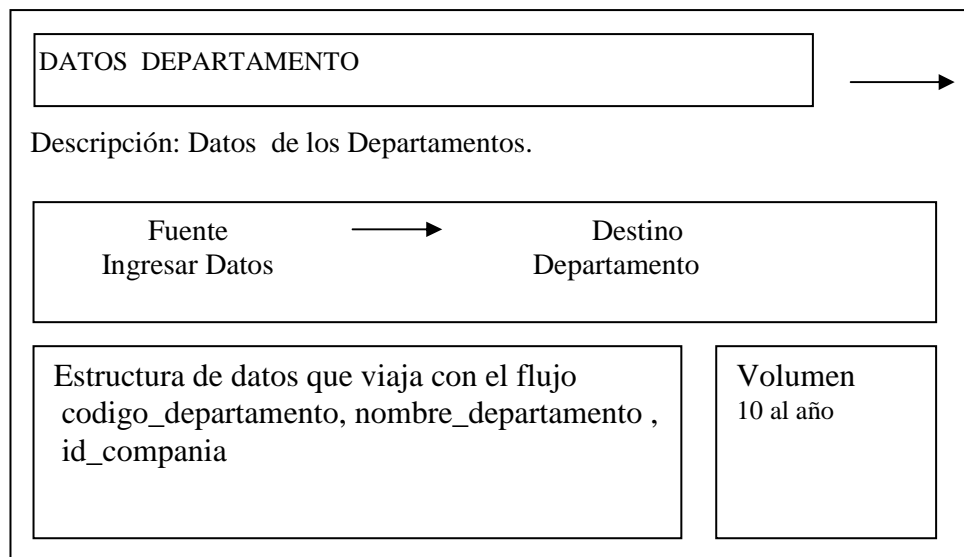 DATOS DEPARTAMENTO
Descripción: Datos de los Departamentos.
Fuente
Ingresar Datos
Destino
Departamento
Estructura de datos que viaja con el flujo
codigo_departamento, nombre_departamento ,
id_compania
Volumen
10 al año